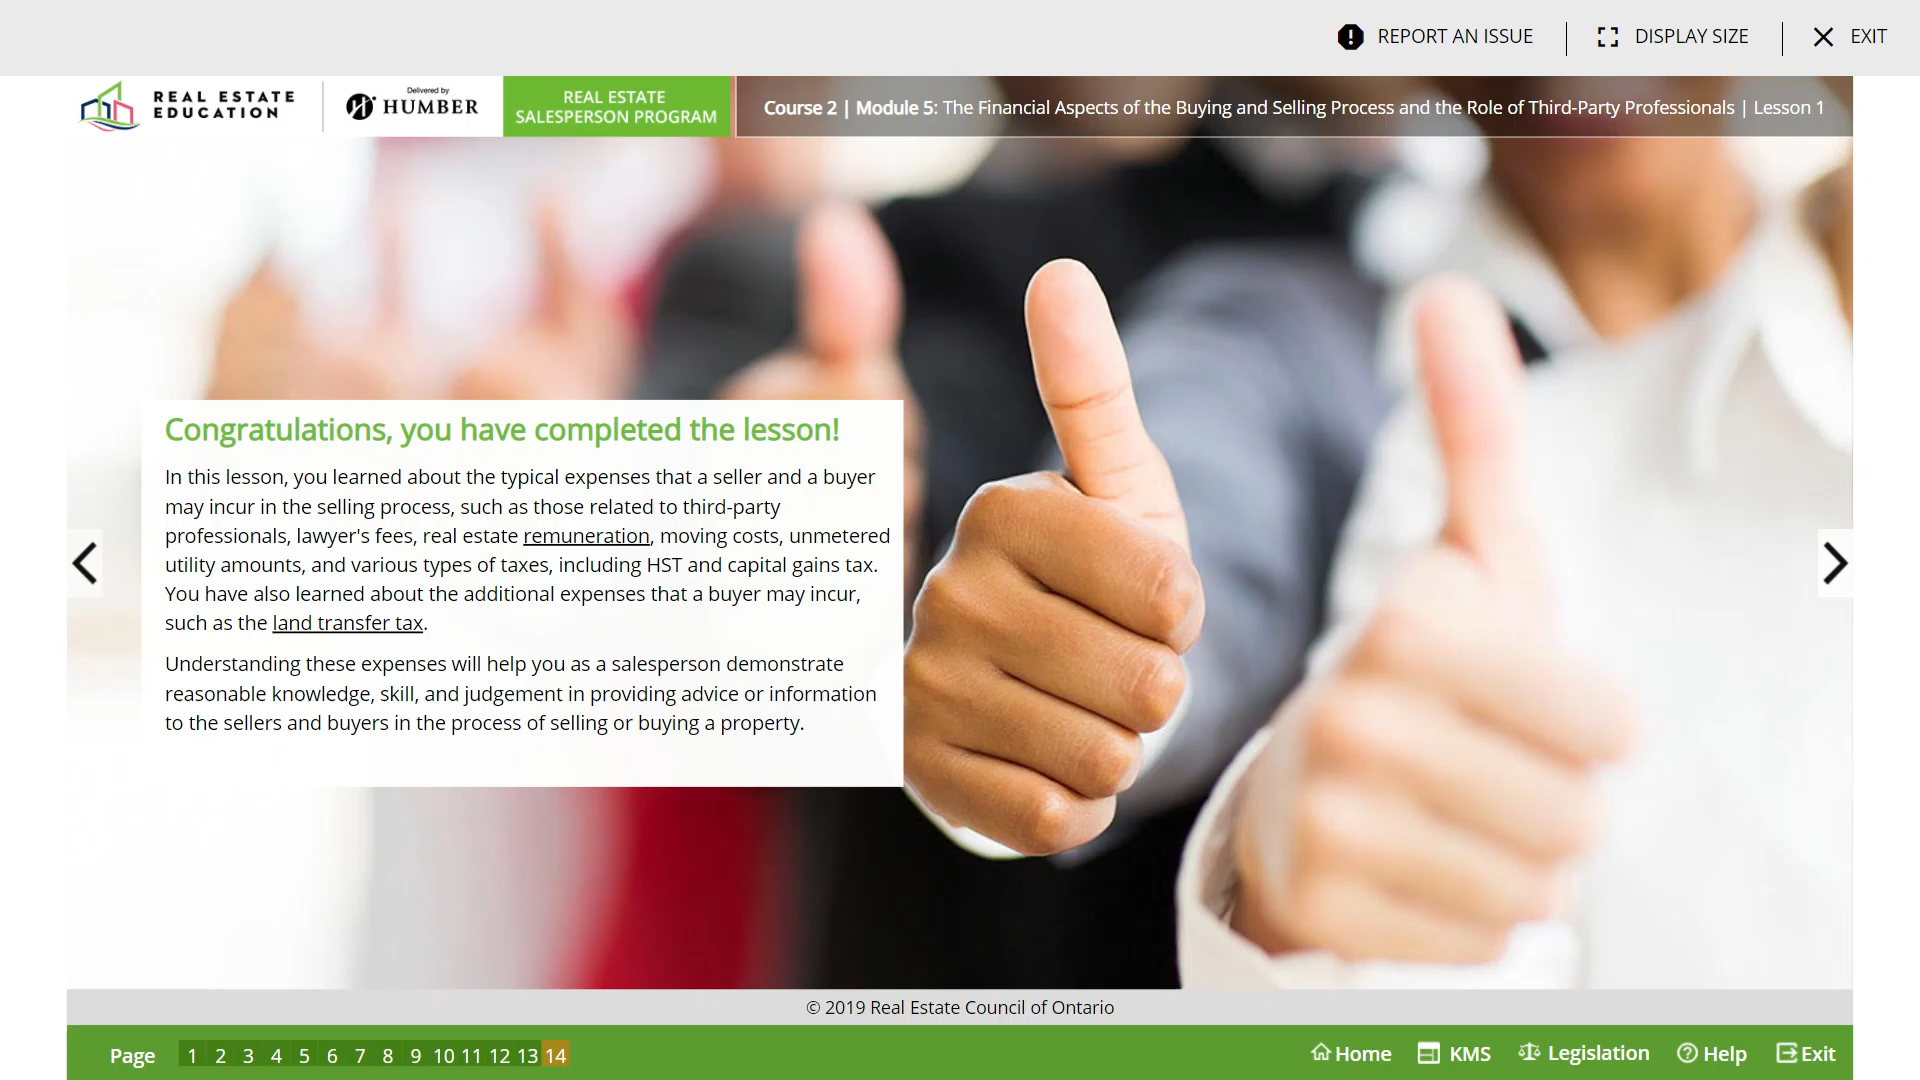 REPORT AN ISSUE
DISPLAY SIZE
EXIT
REAL ESTATE
EDUCATION
Delivered by
HUMBER
REAL ESTATE
SALESPERSON PROGRAM
Course 2 | Module 5: The Financial Aspects of the Buying and Selling Process and the Role of Third-Party Professionals | Lesson 1
Congratulations, you have completed the lesson!
In this lesson, you learned about the typical expenses that a seller and a buyer
may incur in the selling process, such as those related to third-party
professionals, lawyer's fees, real estate remuneration, moving costs, unmetered
utility amounts, and various types of taxes, including HST and capital gains tax.
You have also learned about the additional expenses that a buyer may incur,
such as the land transfer tax.
Understanding these expenses will help you as a salesperson demonstrate
reasonable knowledge, skill, and judgement in providing advice or information
to the sellers and buyers in the process of selling or buying a property.
© 2019 Real Estate Council of Ontario
Page 1 2 3 4 5 6 7 8 9 10 11 12 13 14
Home KMS Legislation Help Exit